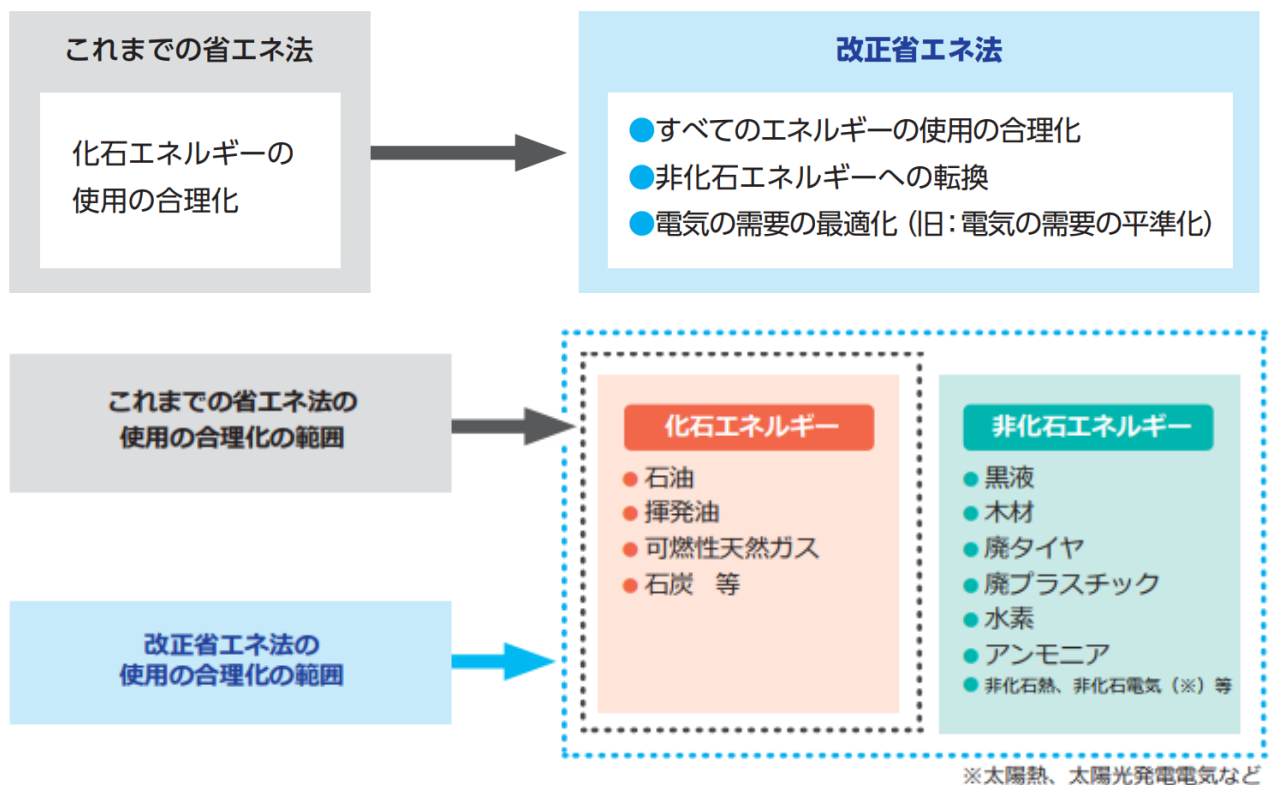 これまでの省エネ法
化石エネルギーの
使用の合理化
改正省エネ法
●すべてのエネルギーの使用の合理化
●非化石エネルギーへの転換
●電気の需要の最適化（旧：電気の需要の平準化）
これまでの省エネ法の
使用の合理化の範囲
改正省エネ法の
使用の合理化の範囲
化石エネルギー
● 石油
● 揮発油
● 可燃性天然ガス
● 石炭　等
非化石エネルギー
● 黒液
● 木材
● 廃タイヤ
● 廃プラスチック
● 水素
● アンモニア
● 非化石熱、非化石電気（※）等
※太陽熱、太陽光発電電気など